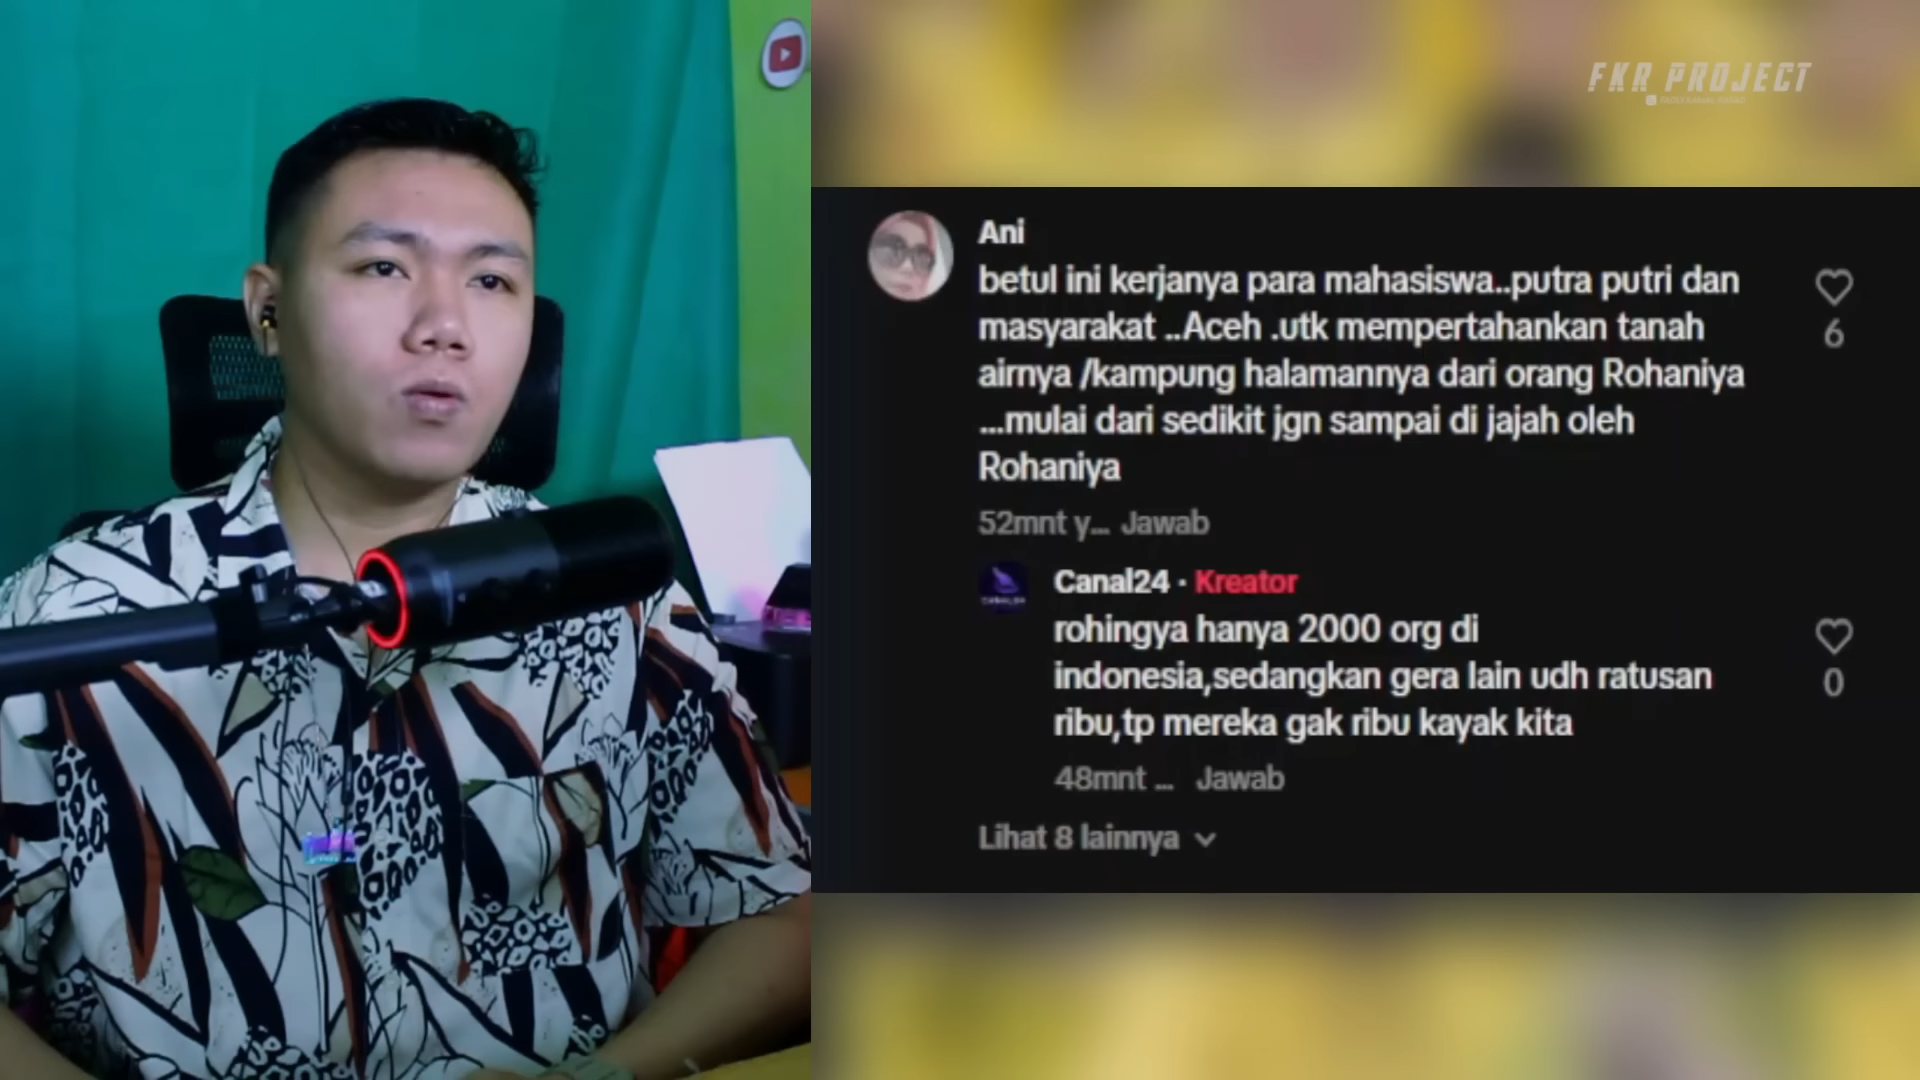 FKR PROJECT
Ani
betul ini kerjanya para mahasiswa..putra putri dan
masyarakat ..Aceh .utk mempertahankan tanah
airnya /kampung halamannya dari orang Rohaniya
...mulai dari sedikit jgn sampai di jajah oleh
Rohaniya
6
52mnt y... Jawab
Canal24 · Kreator
rohingya hanya 2000 org di
indonesia,sedangkan gera lain udh ratusan
ribu,tp mereka gak ribu kayak kita
0
48mnt ... Jawab
Lihat 8 lainnya